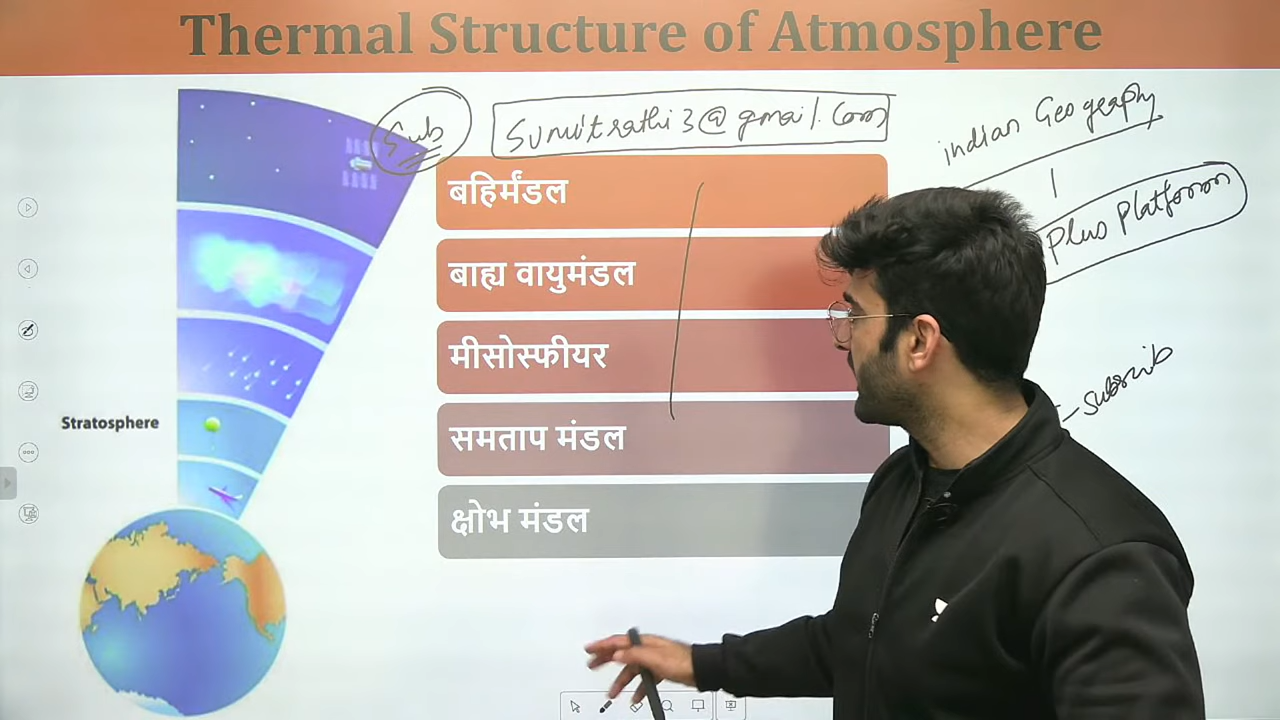 Thermal Structure of Atmosphere
Sub
Sumitrathi3@gmail.com
indian Geography
Plus Platform
बहिर्मंडल
बाह्य वायुमंडल
मीसोस्फीयर
समताप मंडल
क्षोभ मंडल
Stratosphere
- subscrib